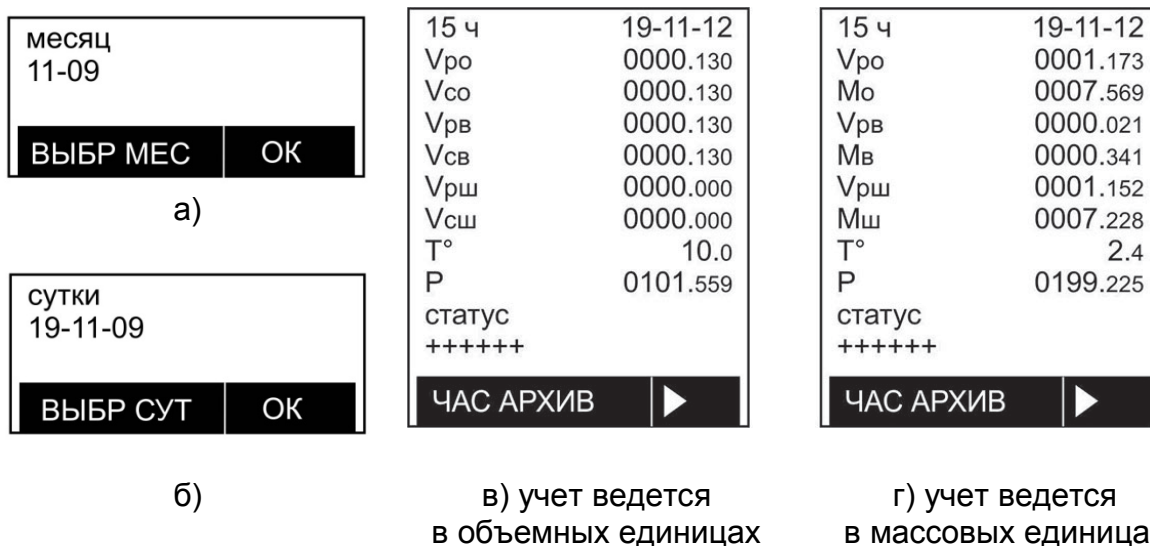 месяц
11-09
ВЫБР МЕС ОК
а)
сутки
19-11-09
ВЫБР СУТ ОК
б)
15 ч 19-11-12
Vро 0000.130
Vсо 0000.130
Vрв 0000.130
Vсв 0000.130
Vрш 0000.000
Vсш 0000.000
T° 10.0
P 0101.559
статус
++++++
ЧАС АРХИВ
в) учет ведется
в объемных единицах
15 ч 19-11-12
Vро 0001.173
Mо 0007.569
Vрв 0000.021
Mв 0000.341
Vрш 0001.152
Mш 0007.228
T° 2.4
P 0199.225
статус
++++++
ЧАС АРХИВ
г) учет ведется
в массовых единица